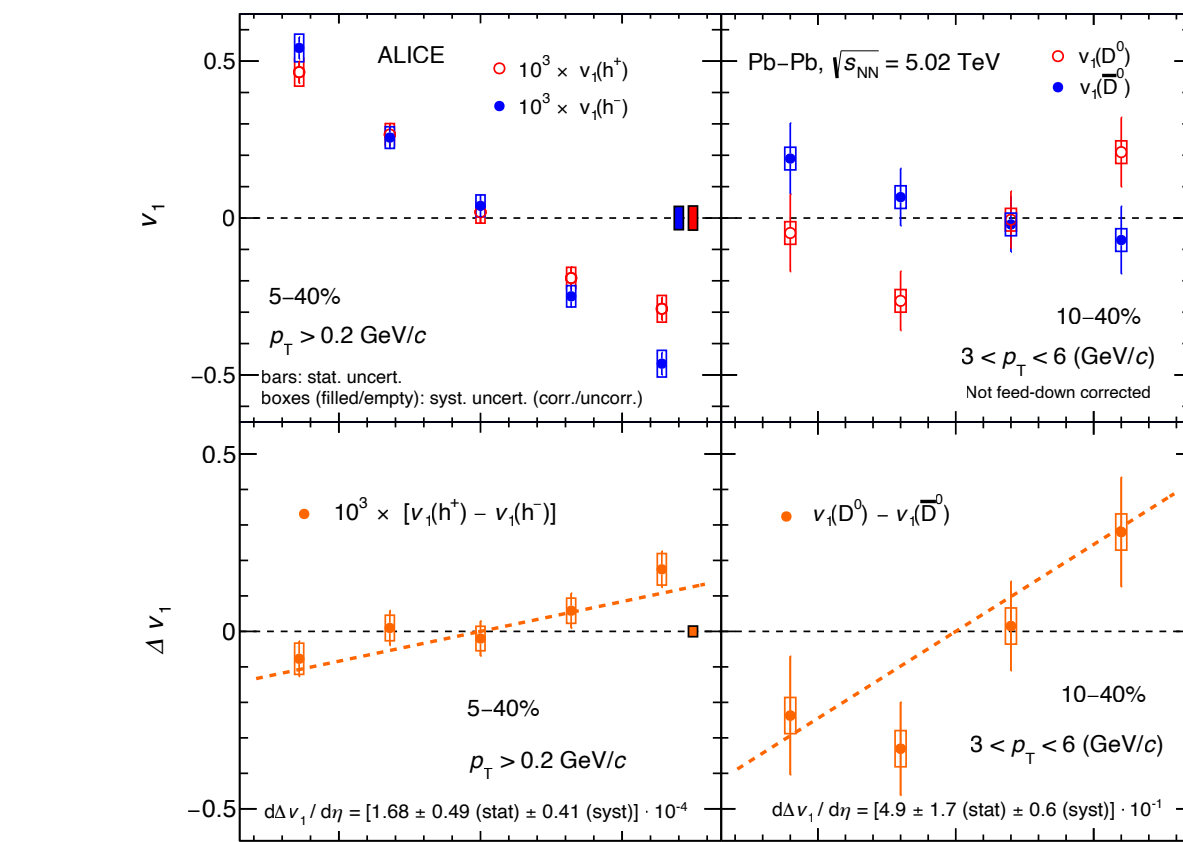 0.5
0
−0.5
v₁
ALICE
10³ × v₁(h⁺)
10³ × v₁(h⁻)
5−40%
p_T > 0.2 GeV/c
bars: stat. uncert.
boxes (filled/empty): syst. uncert. (corr./uncorr.)
Pb−Pb, √s_NN = 5.02 TeV
v₁(D⁰)
v₁(D̅⁰)
10−40%
3 < p_T < 6 (GeV/c)
Not feed-down corrected
0.5
0
−0.5
Δ v₁
10³ × [v₁(h⁺) − v₁(h⁻)]
5−40%
p_T > 0.2 GeV/c
dΔv₁ / dη = [1.68 ± 0.49 (stat) ± 0.41 (syst)] · 10⁻⁴
v₁(D⁰) − v₁(D̅⁰)
10−40%
3 < p_T < 6 (GeV/c)
dΔv₁ / dη = [4.9 ± 1.7 (stat) ± 0.6 (syst)] · 10⁻¹